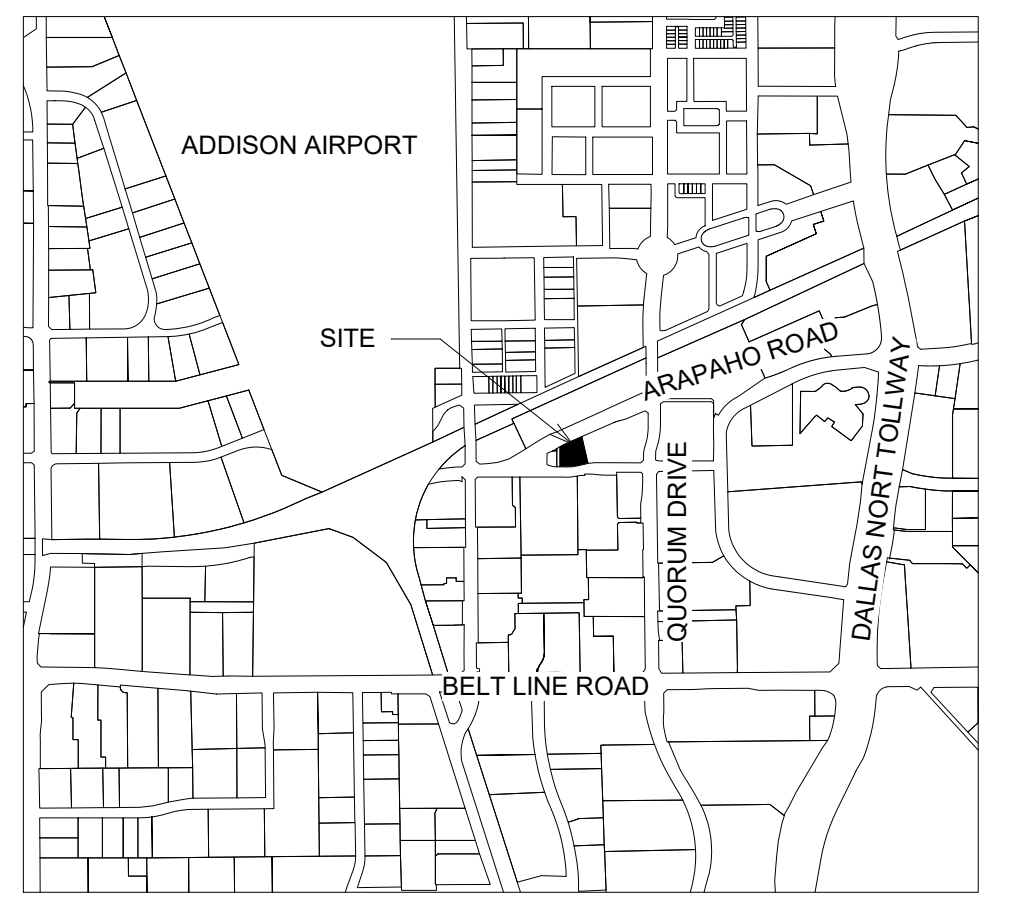 ADDISON AIRPORT
SITE
ARAPAHO ROAD
QUORUM DRIVE
DALLAS NORT TOLLWAY
BELT LINE ROAD